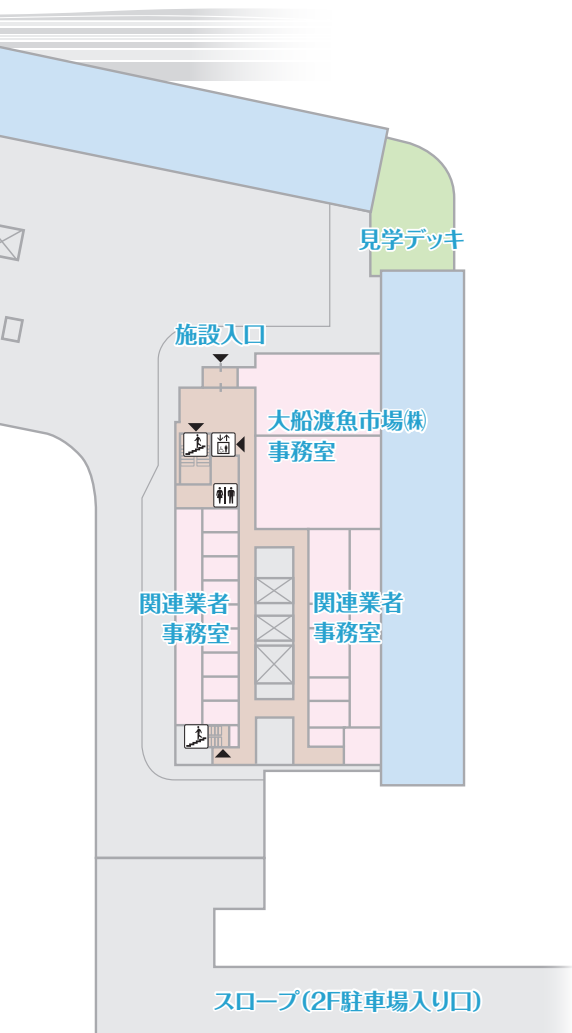 見学デッキ
施設入口
大船渡魚市場㈱
事務室
関連業者
事務室
関連業者
事務室
スロープ(2F駐車場入り口)